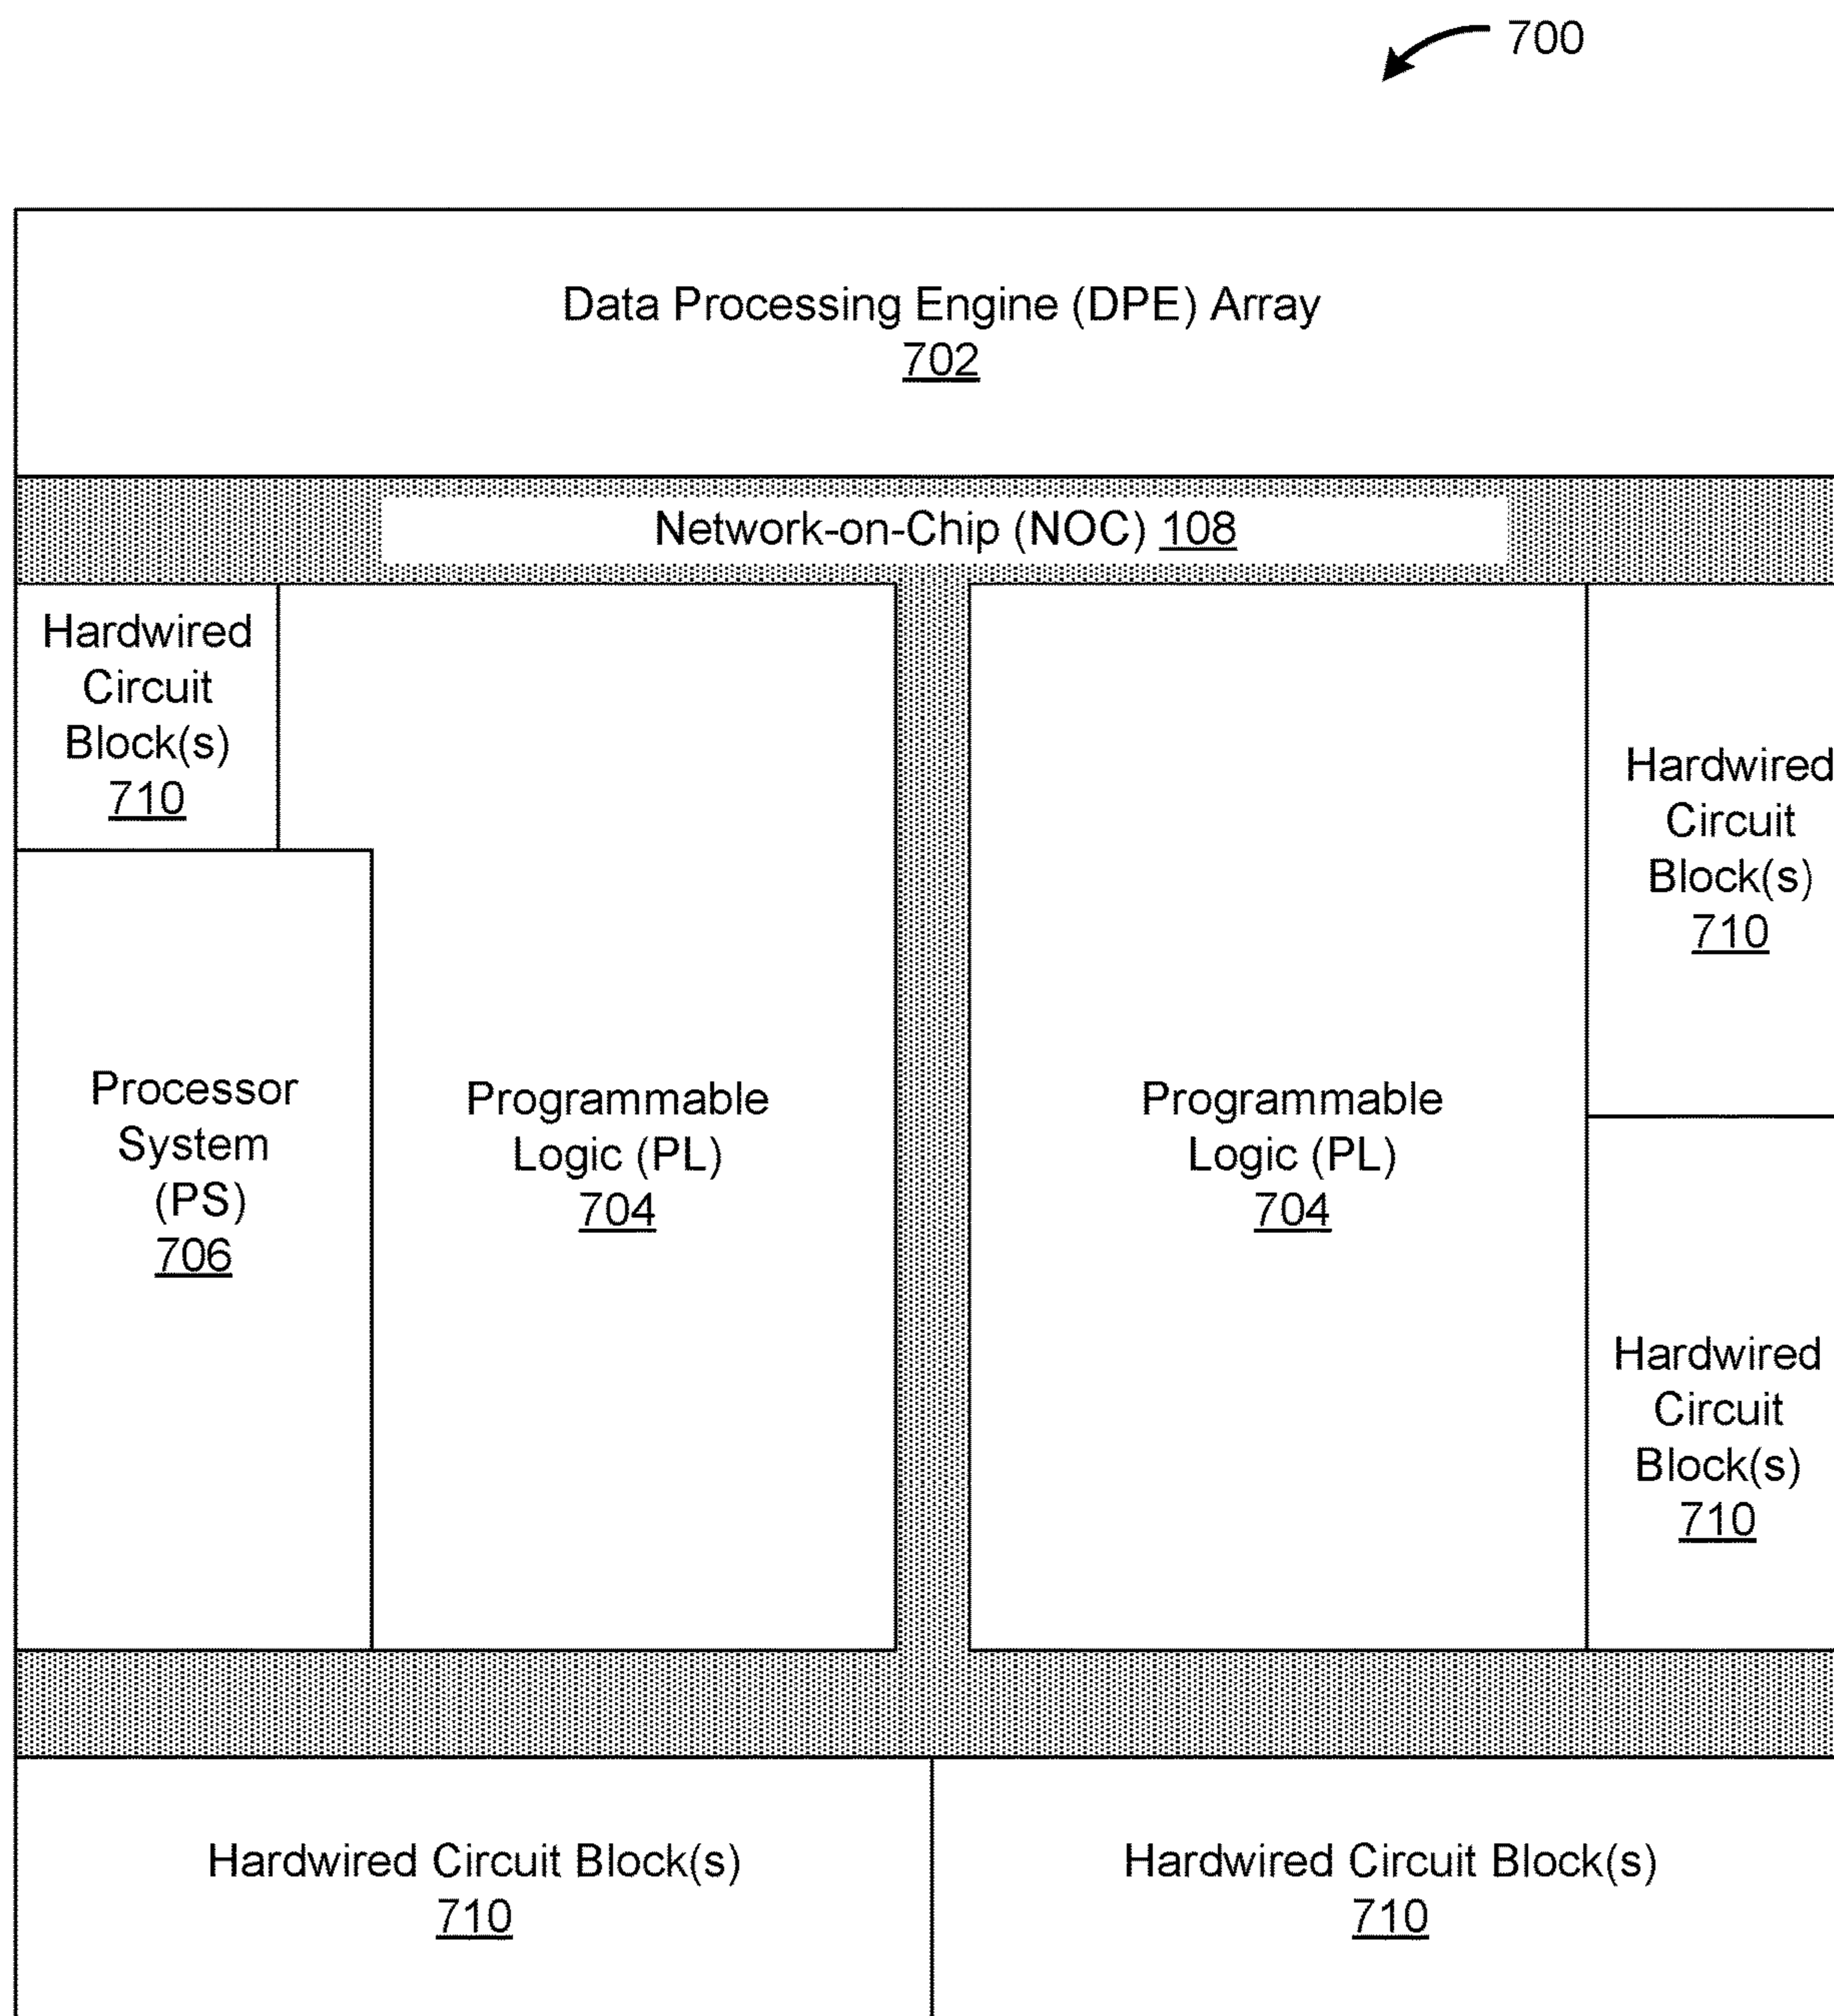 700
Data Processing Engine (DPE) Array
702
Network-on-Chip (NOC) 108
Hardwired
Circuit
Block(s)
710
Processor
System
(PS)
706
Programmable
Logic (PL)
704
Programmable
Logic (PL)
704
Hardwired
Circuit
Block(s)
710
Hardwired
Circuit
Block(s)
710
Hardwired Circuit Block(s)
710
Hardwired Circuit Block(s)
710